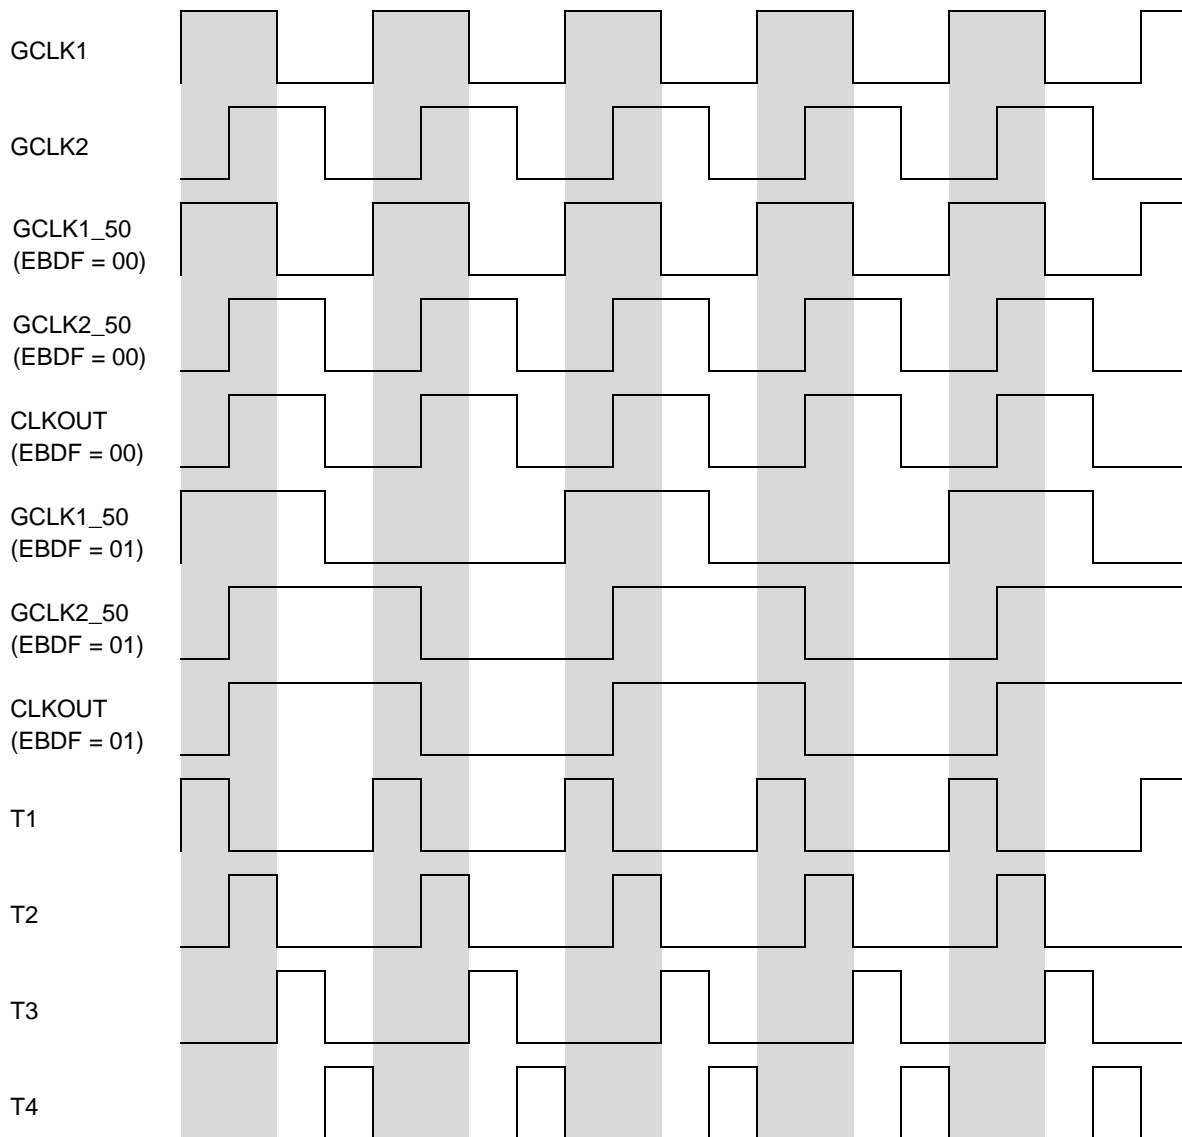 GCLK1
GCLK2
GCLK1_50
(EBDF = 00)
GCLK2_50
(EBDF = 00)
CLKOUT
(EBDF = 00)
GCLK1_50
(EBDF = 01)
GCLK2_50
(EBDF = 01)
CLKOUT
(EBDF = 01)
T1
T2
T3
T4